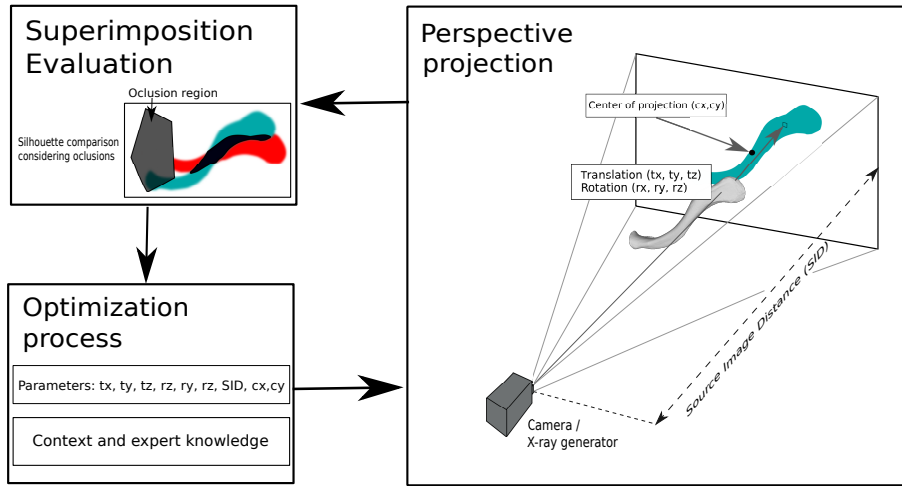 Superimposition
Evaluation
Oclusion region
Silhouette comparison
considering oclusions
Optimization
process
Parameters: tx, ty, tz, rz, ry, rz, SID, cx,cy
Context and expert knowledge
Perspective
projection
Center of projection (cx,cy)
Translation (tx, ty, tz)
Rotation (rx, ry, rz)
Source Image Distance (SID)
Camera /
X-ray generator